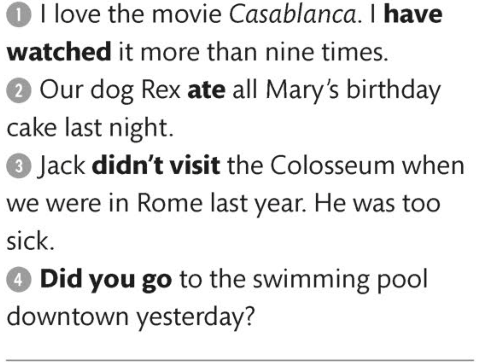 1 I love the movie Casablanca. I have
watched it more than nine times.
2 Our dog Rex ate all Mary's birthday
cake last night.
3 Jack didn't visit the Colosseum when
we were in Rome last year. He was too
sick.
4 Did you go to the swimming pool
downtown yesterday?